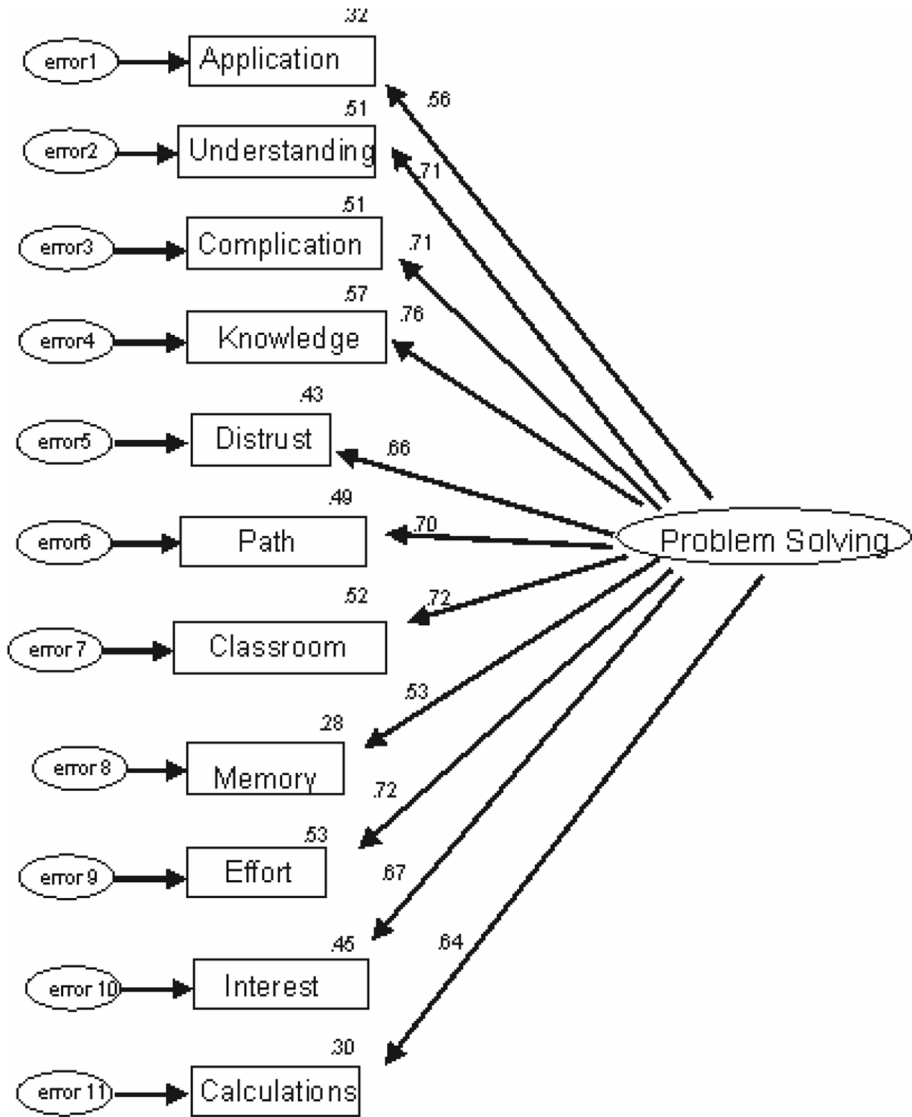 .32
error1
Application
.56
.51
error2
Understanding
.71
.51
error3
Complication
.71
.57
error4
Knowledge
.76
.43
error5
Distrust
.66
.49
error6
Path
.70
Problem Solving
.52
error 7
Classroom
.72
.28
error 8
Memory
.53
.53
error 9
Effort
.72
.45
error 10
Interest
.67
.30
error 11
Calculations
.64